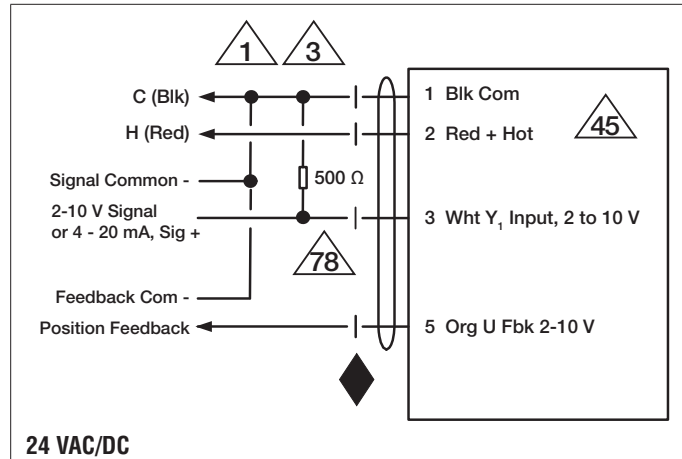 1 3
C (Blk) 1 Blk Com
H (Red) 2 Red + Hot 45
Signal Common - 500 Ω
2-10 V Signal
or 4 - 20 mA, Sig + 3 Wht Y1 Input, 2 to 10 V
78
Feedback Com -
Position Feedback 5 Org U Fbk 2-10 V
24 VAC/DC